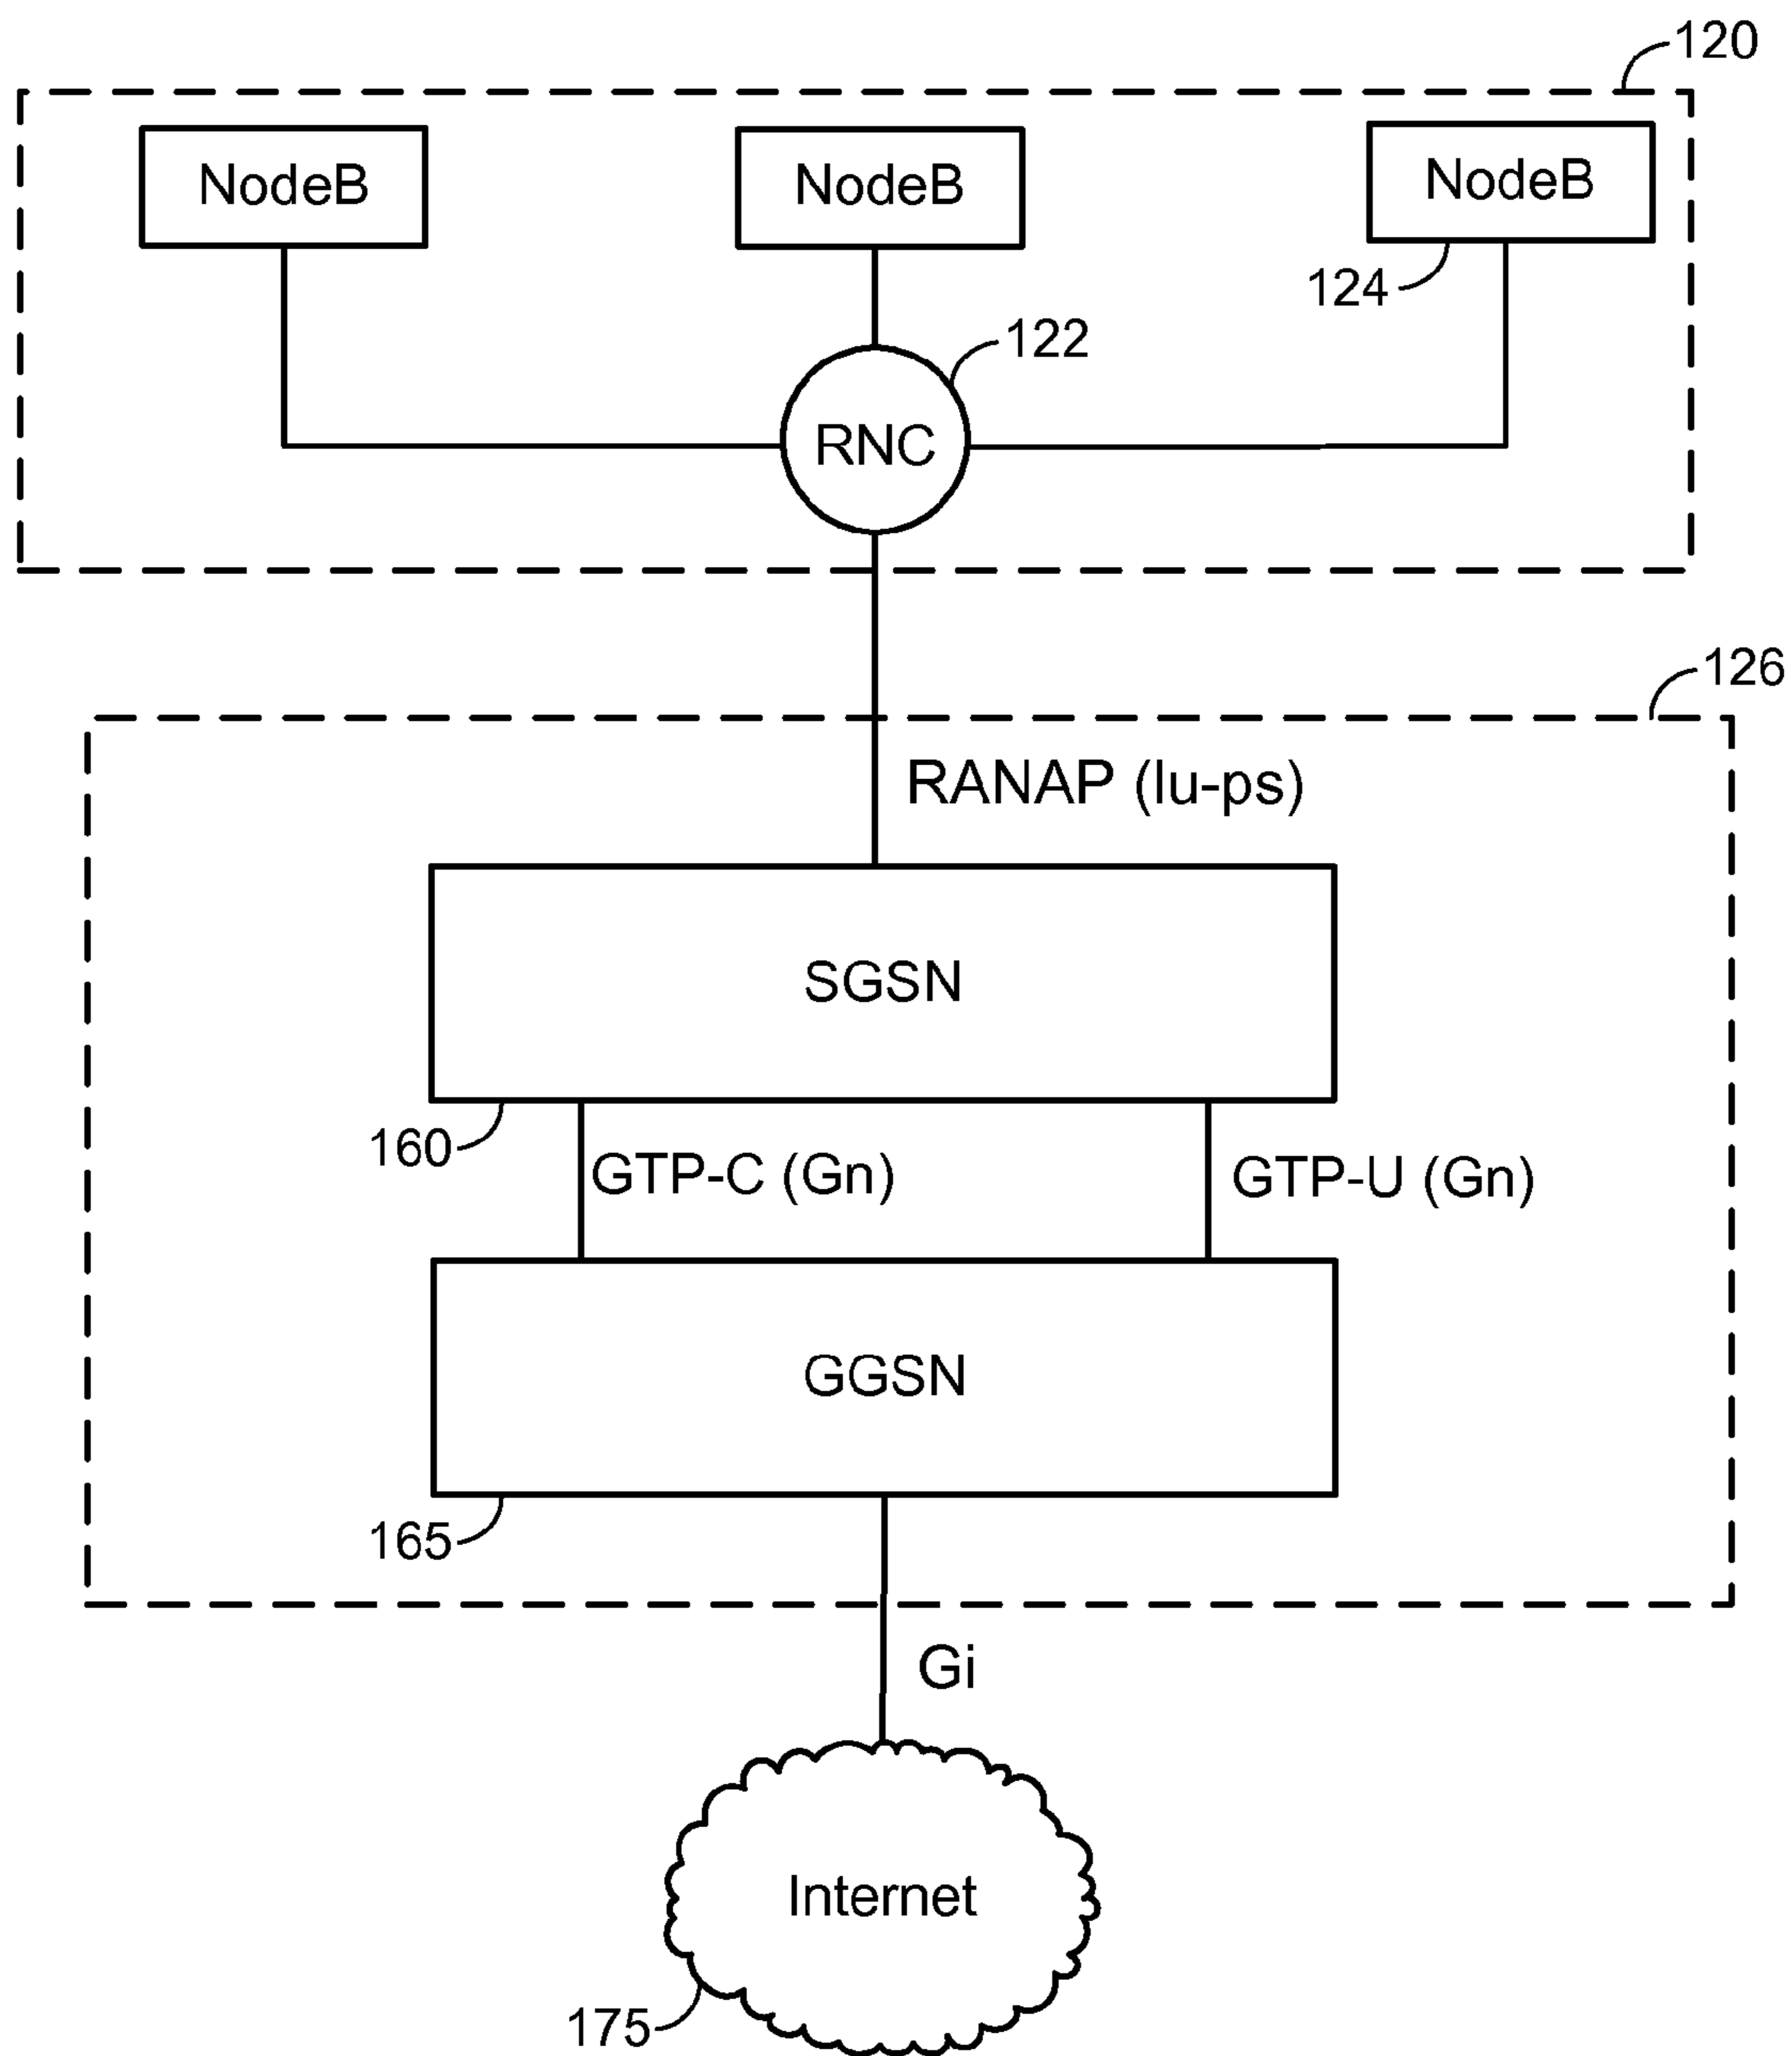 120
NodeB NodeB NodeB
124
122
RNC
126
RANAP (Iu-ps)
SGSN
160
GTP-C (Gn) GTP-U (Gn)
GGSN
165
Gi
Internet
175